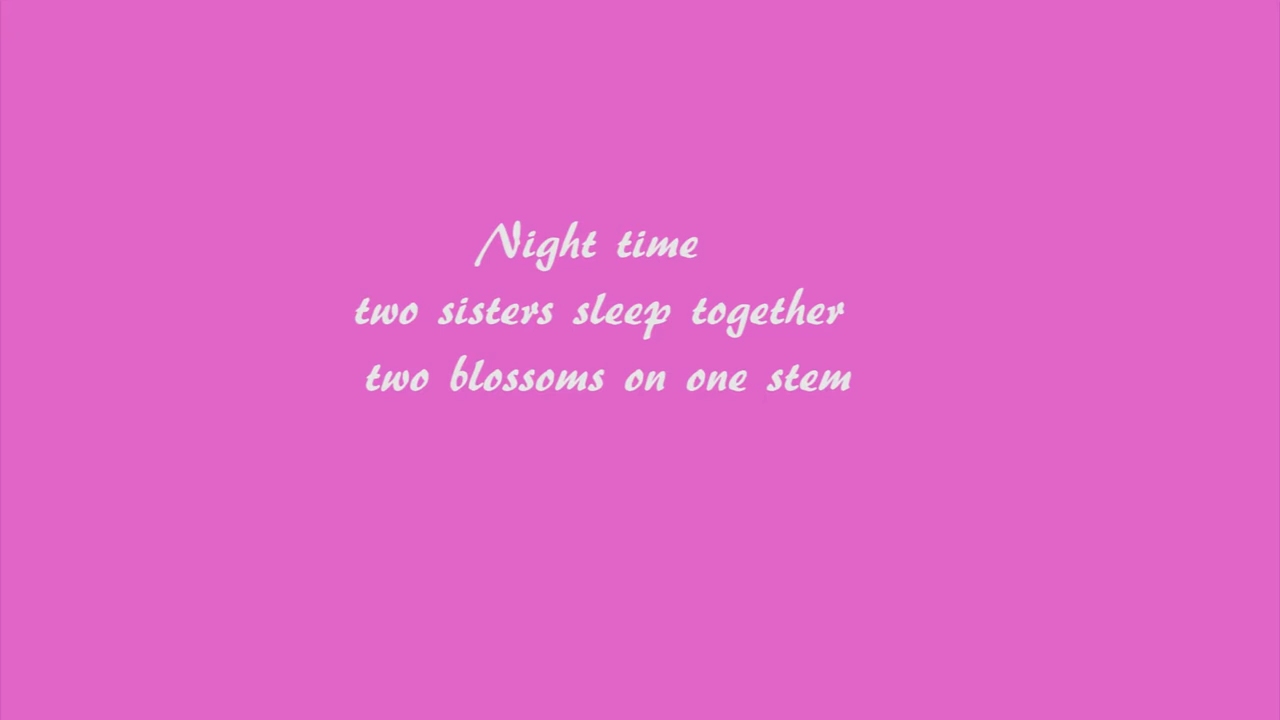 Night time
two sisters sleep together
two blossoms on one stem